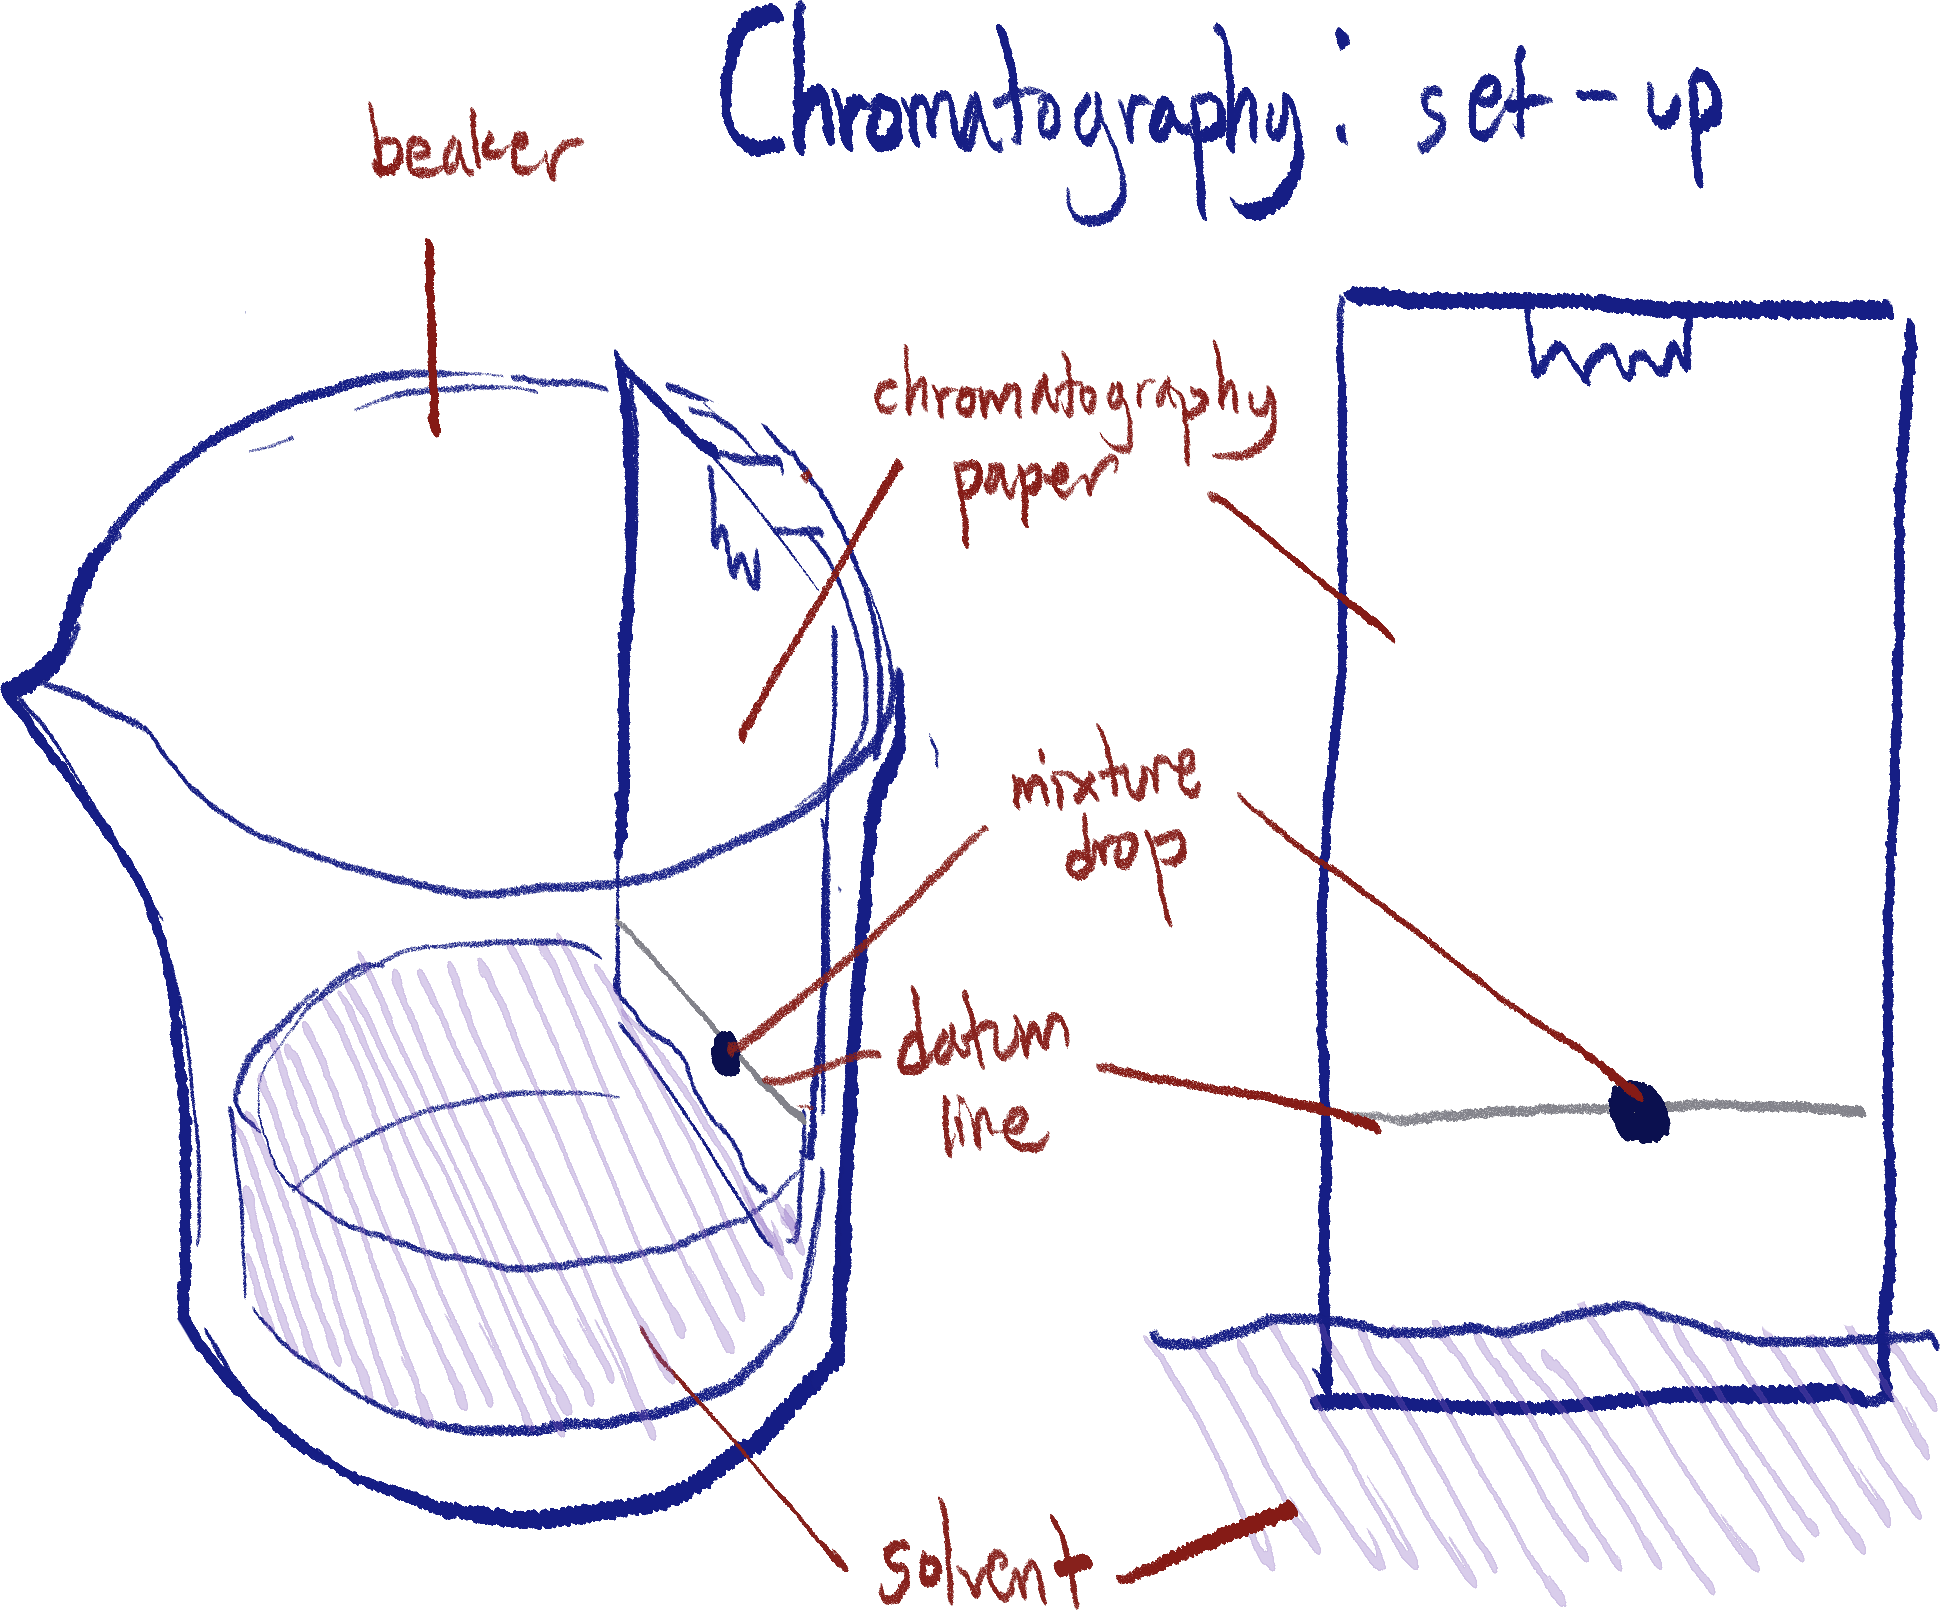 Chromatography: set-up
beaker
chromatography
paper
mixture
drop
datum
line
solvent